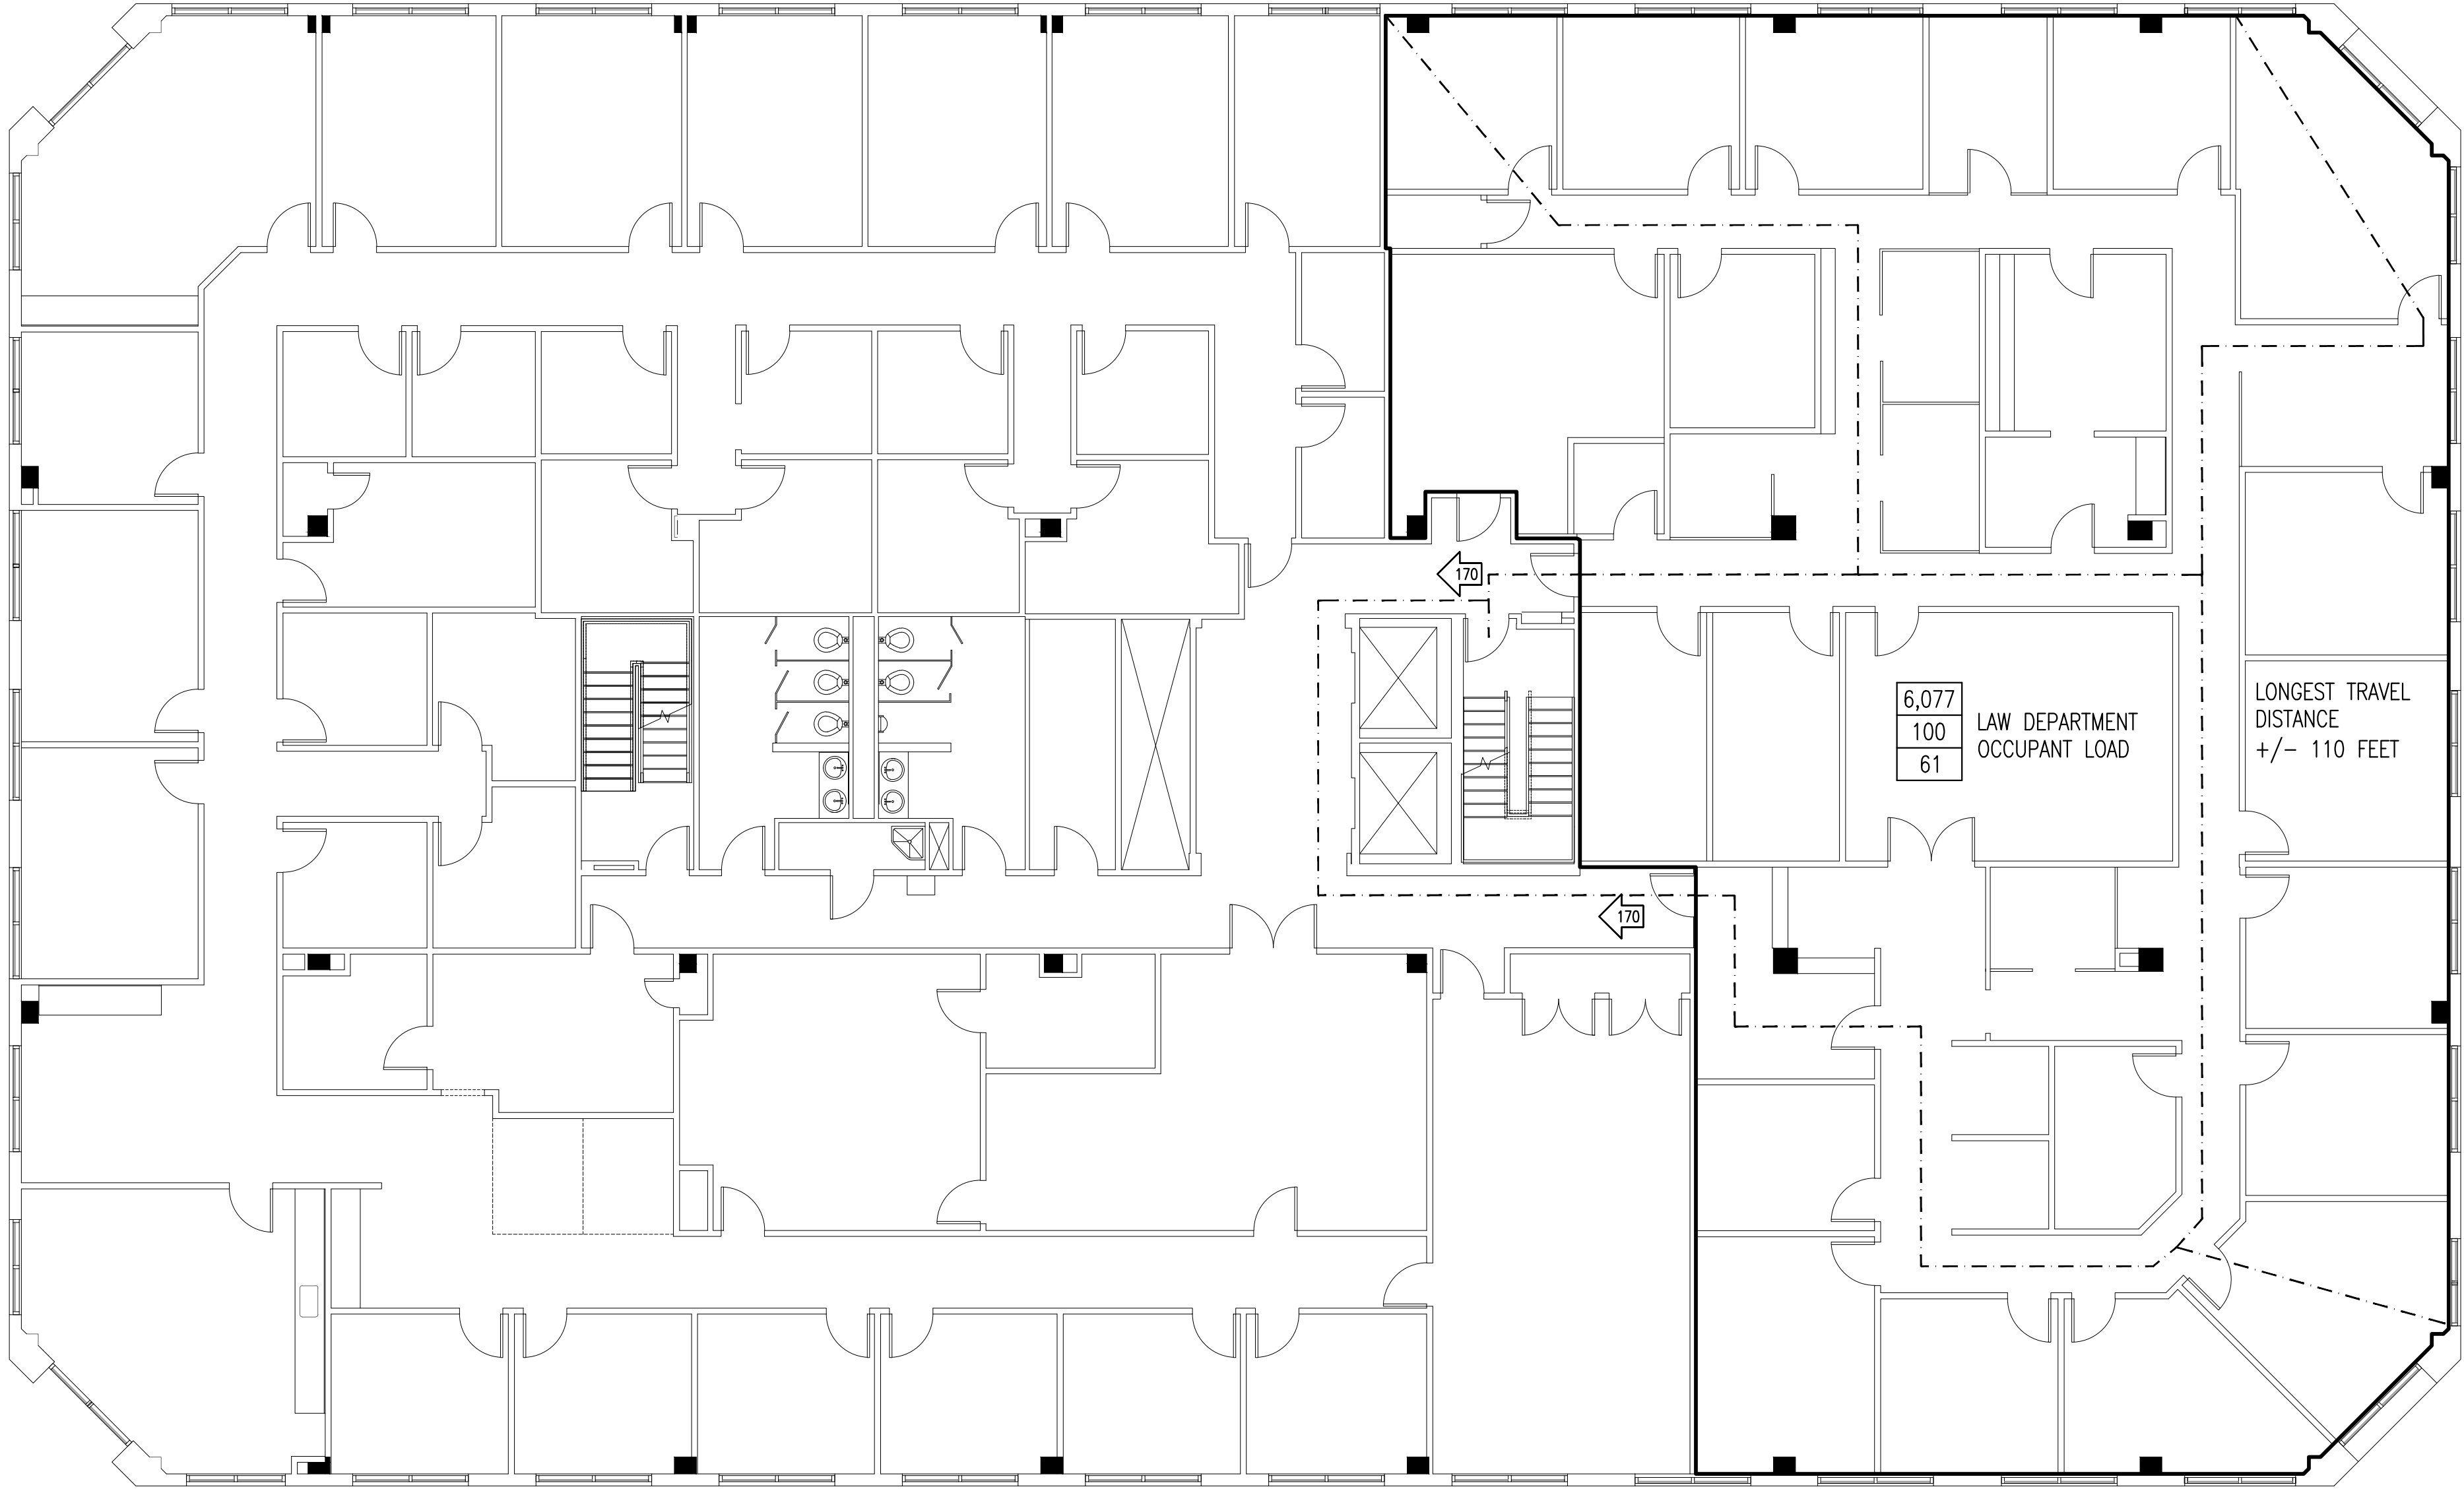 170
6,077
100
61
LAW DEPARTMENT
OCCUPANT LOAD
LONGEST TRAVEL
DISTANCE
+/- 110 FEET
170